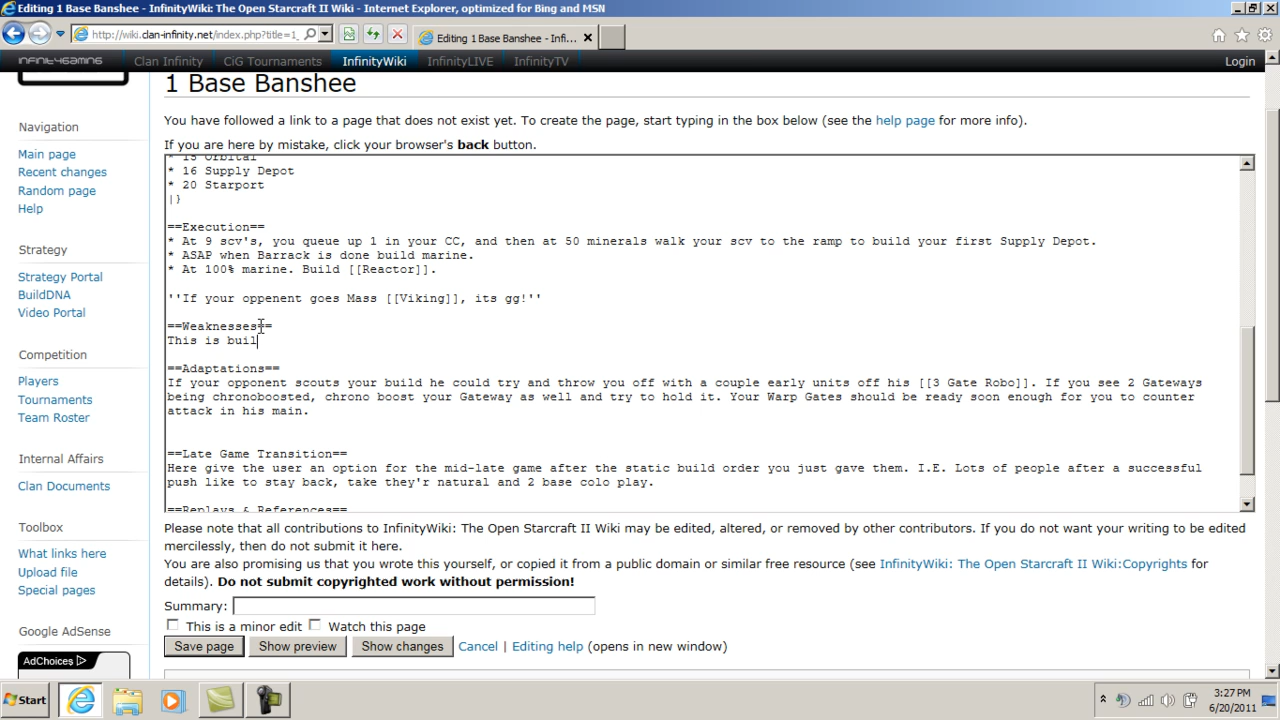 Editing 1 Base Banshee - InfinityWiki: The Open Starcraft II Wiki - Internet Explorer, optimized for Bing and MSN
http://wiki.clan-infinity.net/index.php?title=1_
Editing 1 Base Banshee - Infi...
INFINITYGAMING
Clan Infinity
CiG Tournaments
InfinityWiki
InfinityLIVE
InfinityTV
Login
1 Base Banshee
You have followed a link to a page that does not exist yet. To create the page, start typing in the box below (see the help page for more info).
If you are here by mistake, click your browser's back button.
Navigation
Main page
Recent changes
Random page
Help
Strategy
Strategy Portal
BuildDNA
Video Portal
Competition
Players
Tournaments
Team Roster
Internal Affairs
Clan Documents
Toolbox
What links here
Upload file
Special pages
Google AdSense
AdChoices
* 15 Orbital
* 16 Supply Depot
* 20 Starport
|}
==Execution==
* At 9 scv's, you queue up 1 in your CC, and then at 50 minerals walk your scv to the ramp to build your first Supply Depot.
* ASAP when Barrack is done build marine.
* At 100% marine. Build [[Reactor]].
''If your oppenent goes Mass [[Viking]], its gg!''
==Weaknesses==
This is buil
==Adaptations==
If your opponent scouts your build he could try and throw you off with a couple early units off his [[3 Gate Robo]]. If you see 2 Gateways
being chronoboosted, chrono boost your Gateway as well and try to hold it. Your Warp Gates should be ready soon enough for you to counter
attack in his main.
==Late Game Transition==
Here give the user an option for the mid-late game after the static build order you just gave them. I.E. Lots of people after a successful
push like to stay back, take they'r natural and 2 base colo play.
==Replays & References==
Please note that all contributions to InfinityWiki: The Open Starcraft II Wiki may be edited, altered, or removed by other contributors. If you do not want your writing to be edited
mercilessly, then do not submit it here.
You are also promising us that you wrote this yourself, or copied it from a public domain or similar free resource (see InfinityWiki: The Open Starcraft II Wiki:Copyrights for
details). Do not submit copyrighted work without permission!
Summary:
This is a minor edit
Watch this page
Save page
Show preview
Show changes
Cancel | Editing help (opens in new window)
Start
3:27 PM
6/20/2011